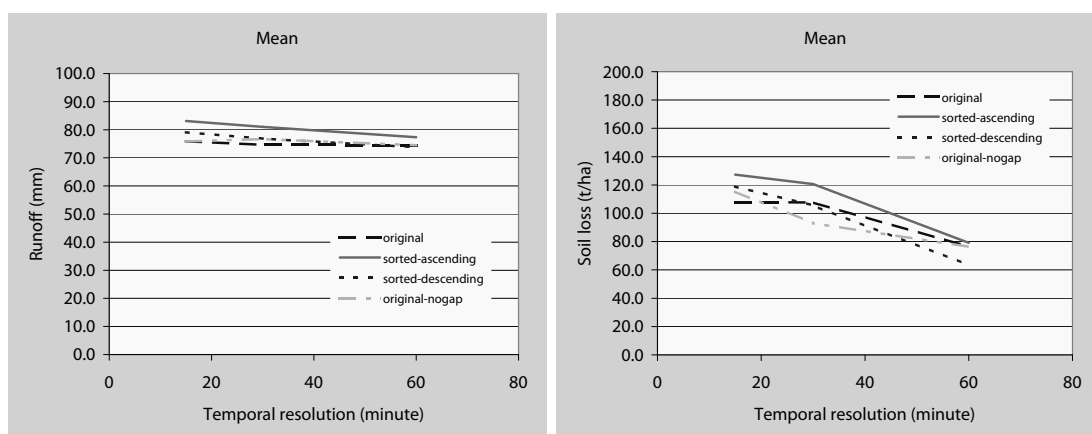 Mean
100.0
90.0
80.0
70.0
60.0
50.0
40.0
30.0
20.0
10.0
0.0
Runoff (mm)
original
sorted-ascending
sorted-descending
original-nogap
0 20 40 60 80
Temporal resolution (minute)
Mean
200.0
180.0
160.0
140.0
120.0
100.0
80.0
60.0
40.0
20.0
0.0
Soil loss (t/ha)
original
sorted-ascending
sorted-descending
original-nogap
0 20 40 60 80
Temporal resolution (minute)